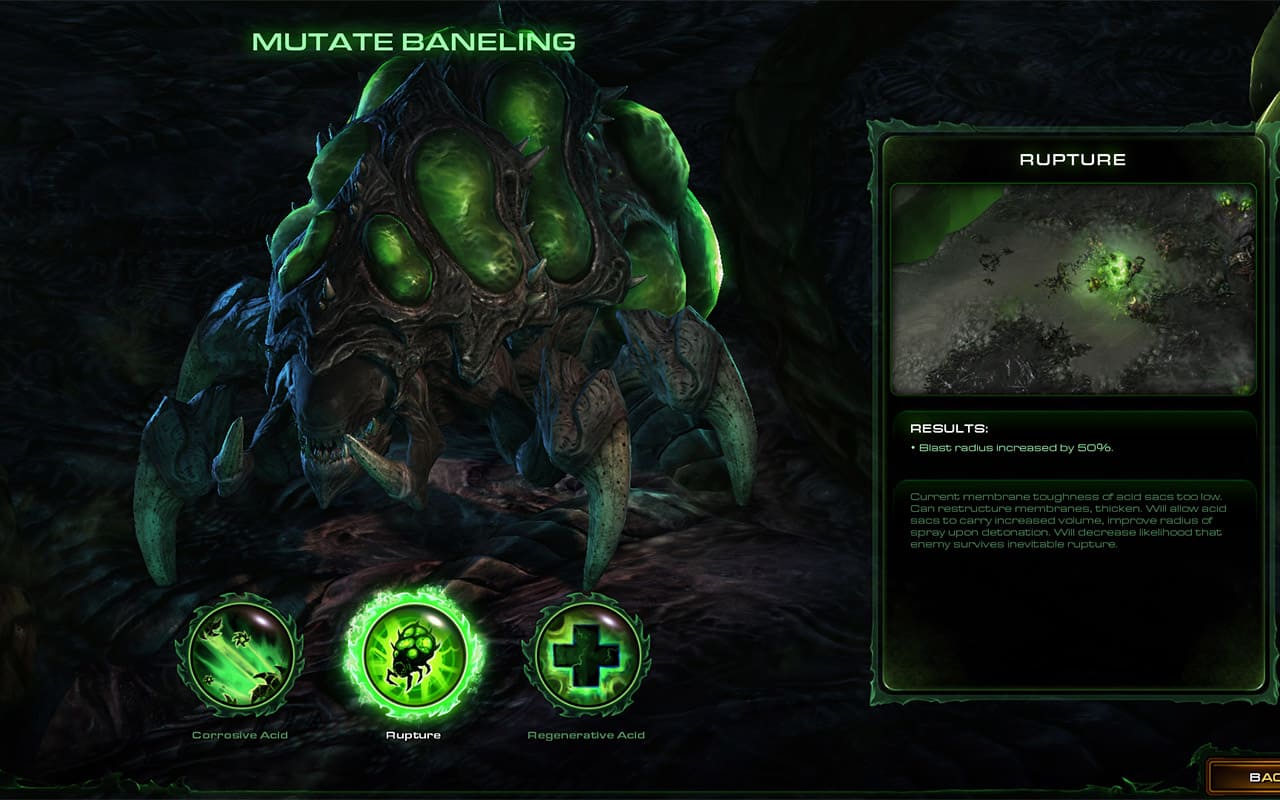 MUTATE BANELING
RUPTURE
RESULTS:
• Blast radius increased by 50%.
Current membrane toughness of acid sacs too low.
Can restructure membranes, thicken. Will allow acid
sacs to carry increased volume, improve radius of
spray upon detonation. Will decrease likelihood that
enemy survives inevitable rupture.
Corrosive Acid
Rupture
Regenerative Acid